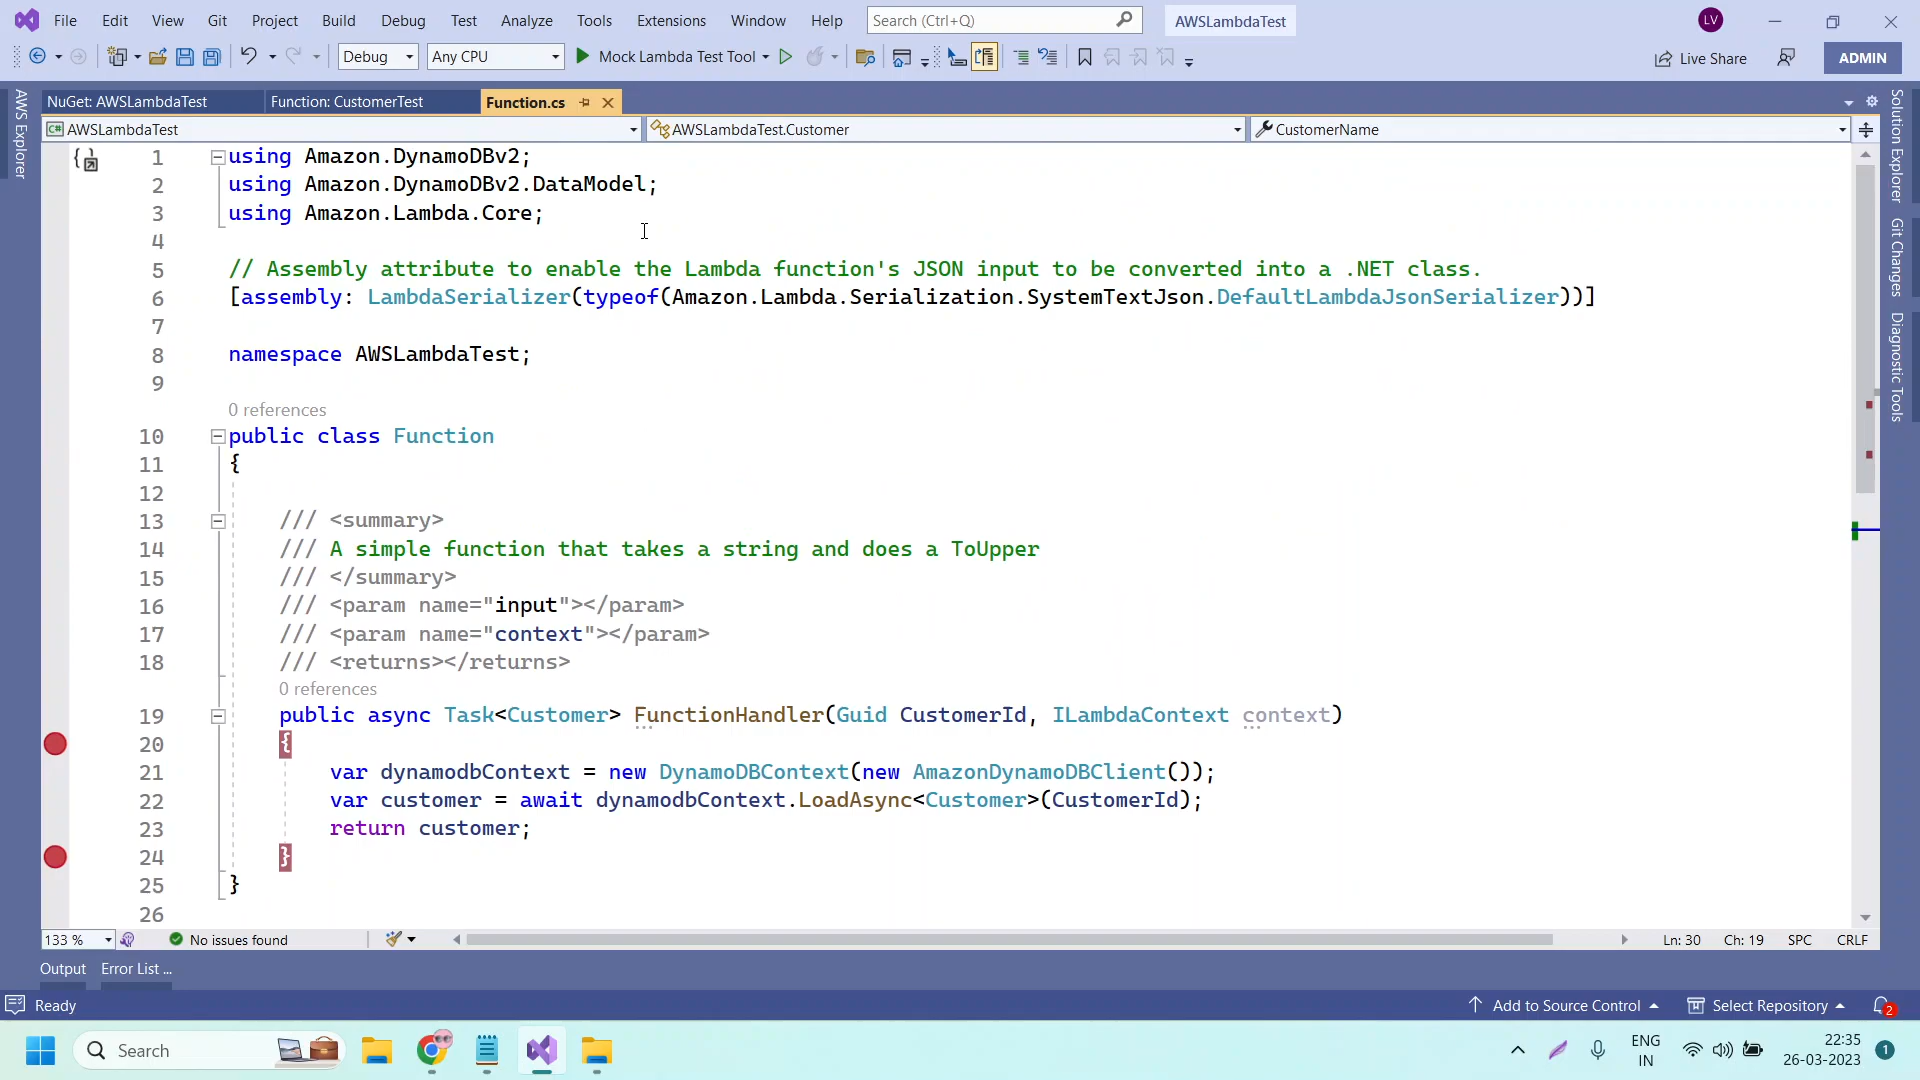 File Edit View Git Project Build Debug Test Analyze Tools Extensions Window Help Search (Ctrl+Q) AWSLambdaTest LV
Debug Any CPU Mock Lambda Test Tool Live Share ADMIN
NuGet: AWSLambdaTest Function: CustomerTest Function.cs
AWSLambdaTest AWSLambdaTest.Customer CustomerName
AWS Explorer
Solution Explorer
Git Changes
Diagnostic Tools
1 using Amazon.DynamoDBv2;
2 using Amazon.DynamoDBv2.DataModel;
3 using Amazon.Lambda.Core;
4
5 // Assembly attribute to enable the Lambda function's JSON input to be converted into a .NET class.
6 [assembly: LambdaSerializer(typeof(Amazon.Lambda.Serialization.SystemTextJson.DefaultLambdaJsonSerializer))]
7
8 namespace AWSLambdaTest;
9
0 references
10 public class Function
11 {
12
13 /// <summary>
14 /// A simple function that takes a string and does a ToUpper
15 /// </summary>
16 /// <param name="input"></param>
17 /// <param name="context"></param>
18 /// <returns></returns>
0 references
19 public async Task<Customer> FunctionHandler(Guid CustomerId, ILambdaContext context)
20 {
21 var dynamodbContext = new DynamoDBContext(new AmazonDynamoDBClient());
22 var customer = await dynamodbContext.LoadAsync<Customer>(CustomerId);
23 return customer;
24 }
25 }
26
133 % No issues found Ln: 30 Ch: 19 SPC CRLF
Output Error List ...
Ready Add to Source Control Select Repository 2
Search ENG IN 22:35 26-03-2023 1